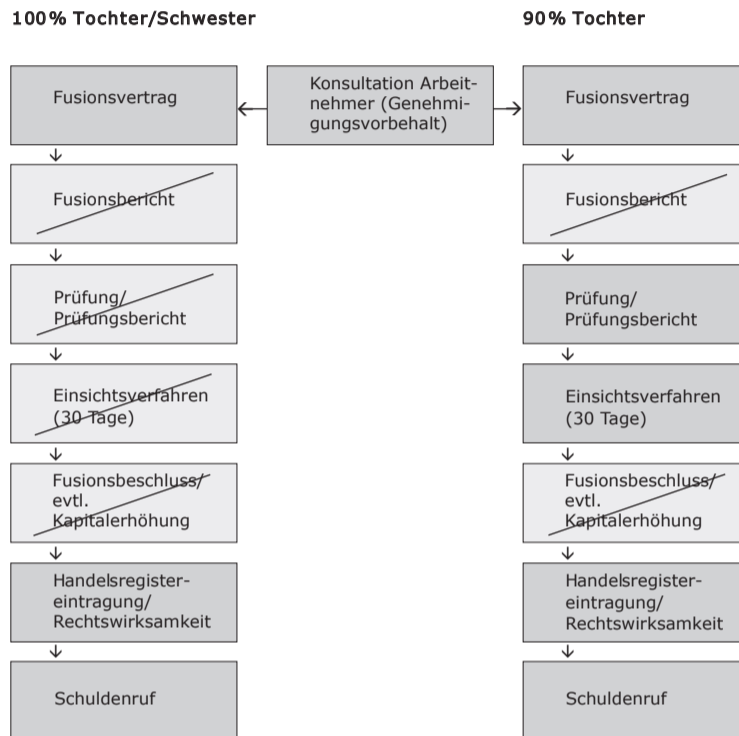 100% Tochter/Schwester
90% Tochter
Fusionsvertrag
Konsultation Arbeit-
nehmer (Genehmi-
gungsvorbehalt)
Fusionsvertrag
Fusionsbericht
Fusionsbericht
Prüfung/
Prüfungsbericht
Prüfung/
Prüfungsbericht
Einsichtsverfahren
(30 Tage)
Einsichtsverfahren
(30 Tage)
Fusionsbeschluss/
evtl.
Kapitalerhöhung
Fusionsbeschluss/
evtl.
Kapitalerhöhung
Handelsregister-
eintragung/
Rechtswirksamkeit
Handelsregister-
eintragung/
Rechtswirksamkeit
Schuldenruf
Schuldenruf